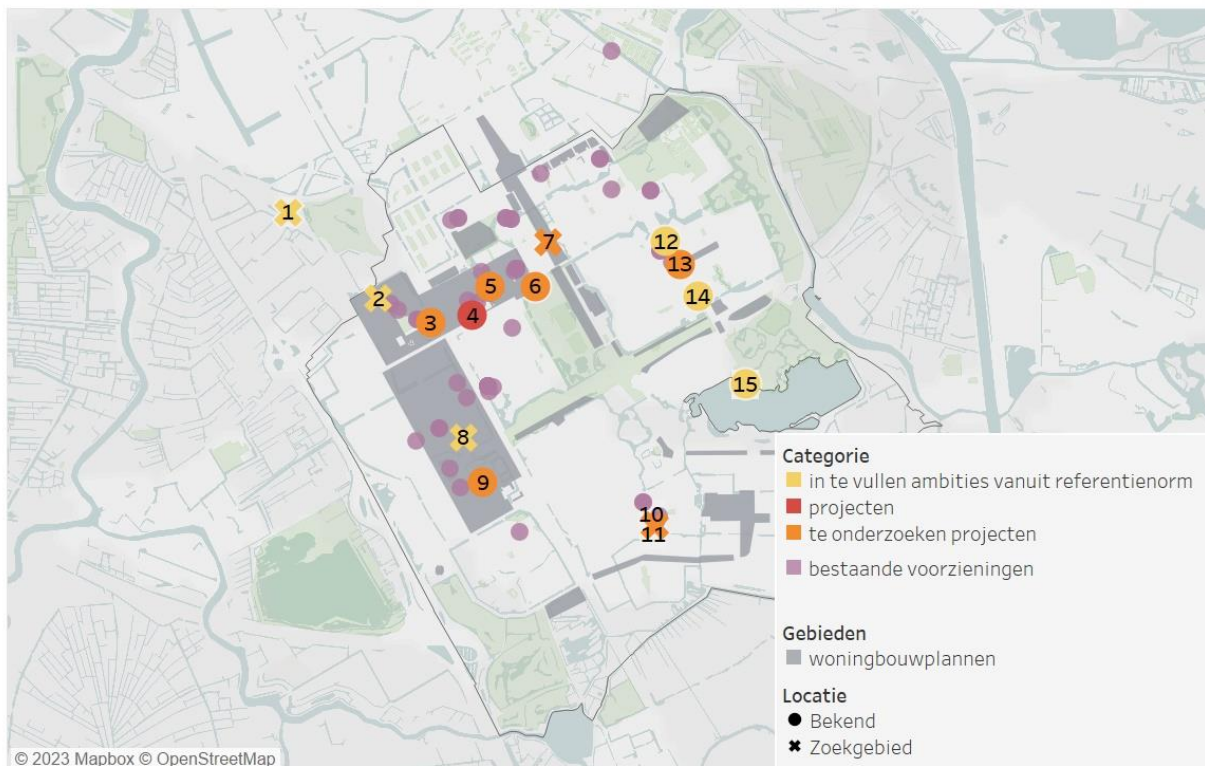 1
2
3
4
5
6
7
8
9
10
11
12
13
14
15
Categorie
in te vullen ambities vanuit referentienorm
projecten
te onderzoeken projecten
bestaande voorzieningen
Gebieden
woningbouwplannen
Locatie
Bekend
Zoekgebied
© 2023 Mapbox © OpenStreetMap